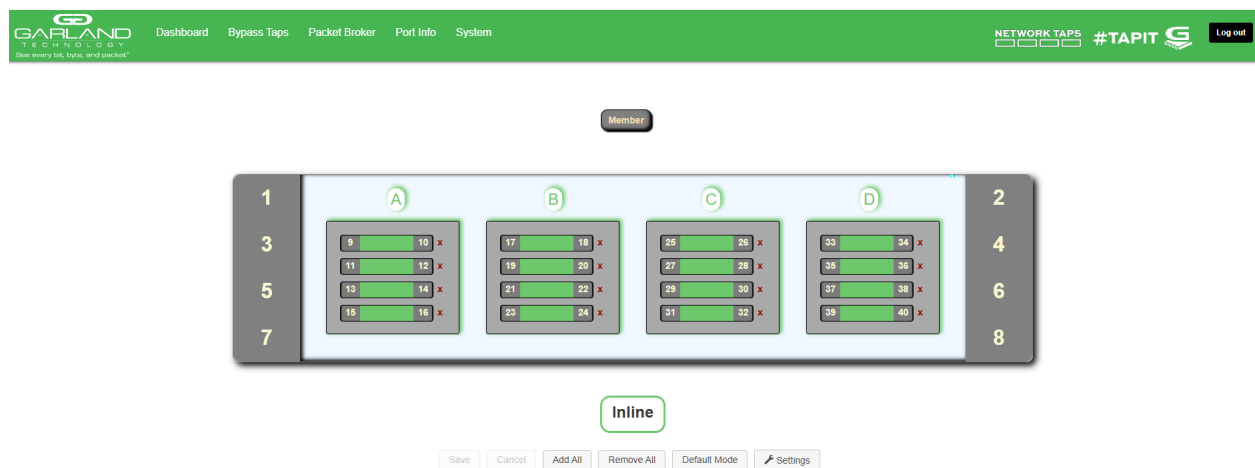 GARLAND
TECHNOLOGY
See every bit, byte, and packet®
Dashboard Bypass Taps Packet Broker Port Info System
NETWORK TAPS
#TAPIT
Log out
Member
1 A B C D 2
3 9 10 x 17 18 x 25 26 x 33 34 x 4
11 12 x 19 20 x 27 28 x 35 36 x
5 13 14 x 21 22 x 29 30 x 37 38 x 6
15 16 x 23 24 x 31 32 x 39 40 x
7 8
Inline
Save Cancel Add All Remove All Default Mode Settings